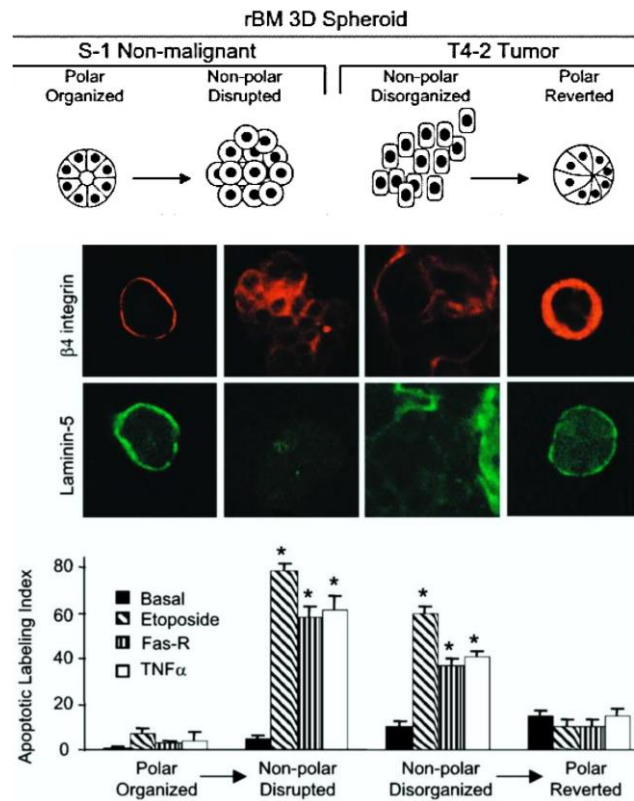 rBM 3D Spheroid
S-1 Non-malignant
T4-2 Tumor
Polar
Organized
Non-polar
Disrupted
Non-polar
Disorganized
Polar
Reverted
β4 integrin
Laminin-5
Apoptotic Labeling Index
80
60
40
20
0
Basal
Etoposide
Fas-R
TNFα
*
*
*
*
*
*
Polar
Organized
Non-polar
Disrupted
Non-polar
Disorganized
Polar
Reverted